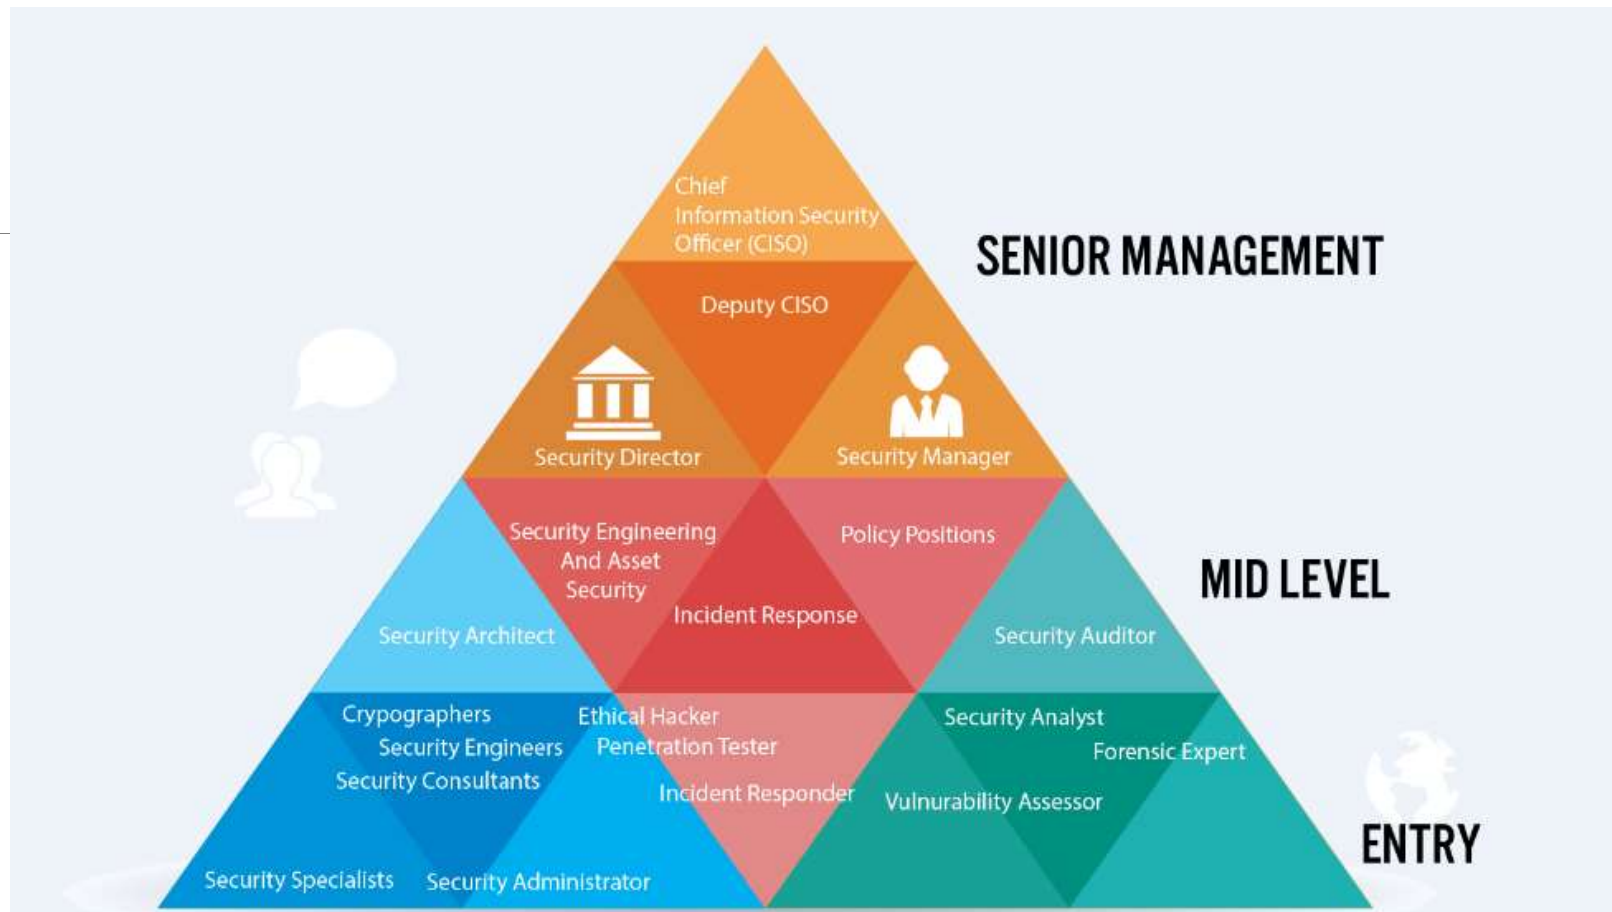 Chief
Information Security
Officer (CISO)
SENIOR MANAGEMENT
Deputy CISO
Security Director
Security Manager
Security Engineering
And Asset
Security
Policy Positions
MID LEVEL
Incident Response
Security Architect
Security Auditor
Crypographers
Security Engineers
Security Consultants
Ethical Hacker
Penetration Tester
Incident Responder
Security Analyst
Forensic Expert
Vulnurability Assessor
ENTRY
Security Specialists
Security Administrator